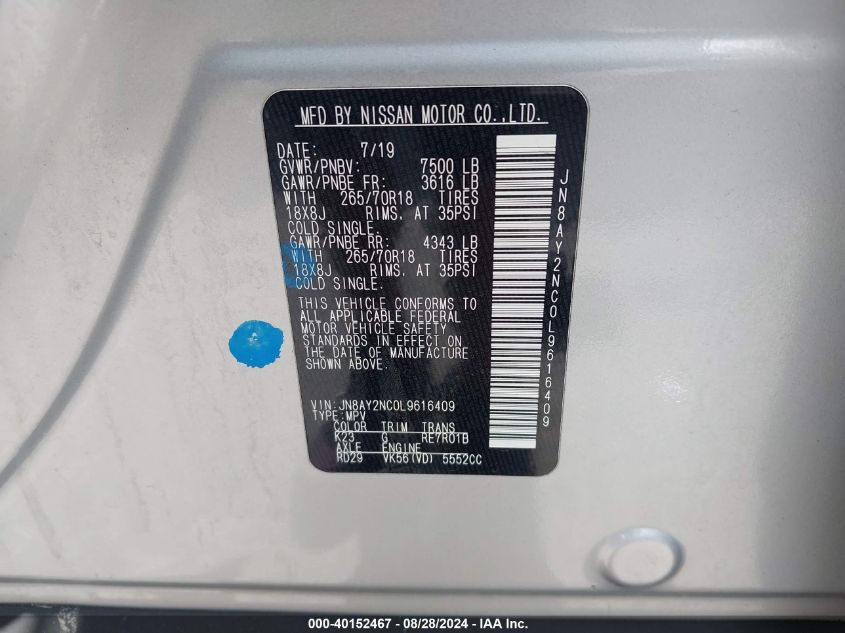 MFD BY NISSAN MOTOR CO.,LTD.
DATE: 7/19
GVWR/PNBV: 7500 LB
GAWR/PNBE FR: 3616 LB
WITH 265/70R18 TIRES
18X8J RIMS. AT 35PSI
COLD SINGLE.
GAWR/PNBE RR: 4343 LB
WITH 265/70R18 TIRES
18X8J RIMS. AT 35PSI
COLD SINGLE.
THIS VEHICLE CONFORMS TO
ALL APPLICABLE FEDERAL
MOTOR VEHICLE SAFETY
STANDARDS IN EFFECT ON
THE DATE OF MANUFACTURE
SHOWN ABOVE.
VIN:JN8AY2NC0L9616409
TYPE:MPV
COLOR TRIM TRANS
K23 G RE7R01B
AXLE ENGINE
RD29 VK56(VD) 5552CC
JN8AY2NC0L9616409
000-40152467 - 08/28/2024 - IAA Inc.